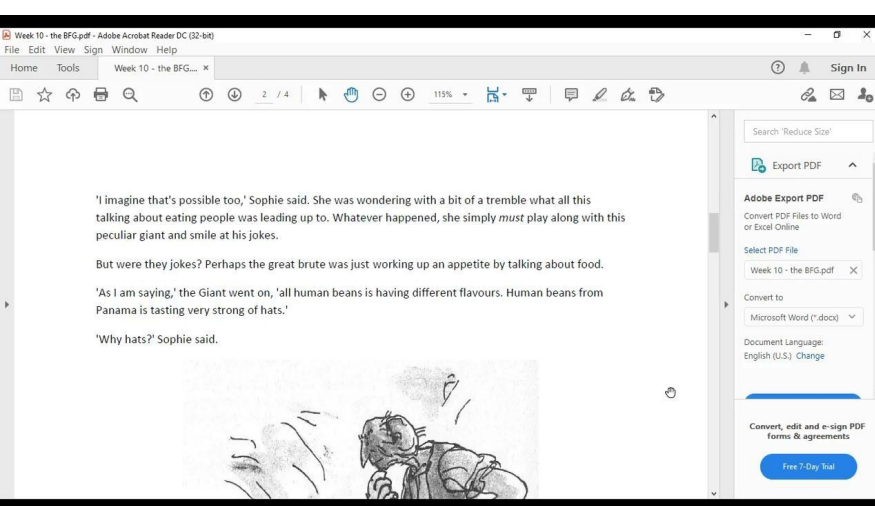 Week 10 - the BFG.pdf - Adobe Acrobat Reader DC (32-bit)
File Edit View Sign Window Help
Home Tools Week 10 - the BFG.... × Sign In
2 / 4 115%
Search 'Reduce Size'
Export PDF
Adobe Export PDF
Convert PDF Files to Word
or Excel Online
Select PDF File
Week 10 - the BFG.pdf
Convert to
Microsoft Word (*.docx)
Document Language:
English (U.S.) Change
Convert, edit and e-sign PDF
forms & agreements
Free 7-Day Trial
'I imagine that's possible too,' Sophie said. She was wondering with a bit of a tremble what all this
talking about eating people was leading up to. Whatever happened, she simply must play along with this
peculiar giant and smile at his jokes.
But were they jokes? Perhaps the great brute was just working up an appetite by talking about food.
'As I am saying,' the Giant went on, 'all human beans is having different flavours. Human beans from
Panama is tasting very strong of hats.'
'Why hats?' Sophie said.